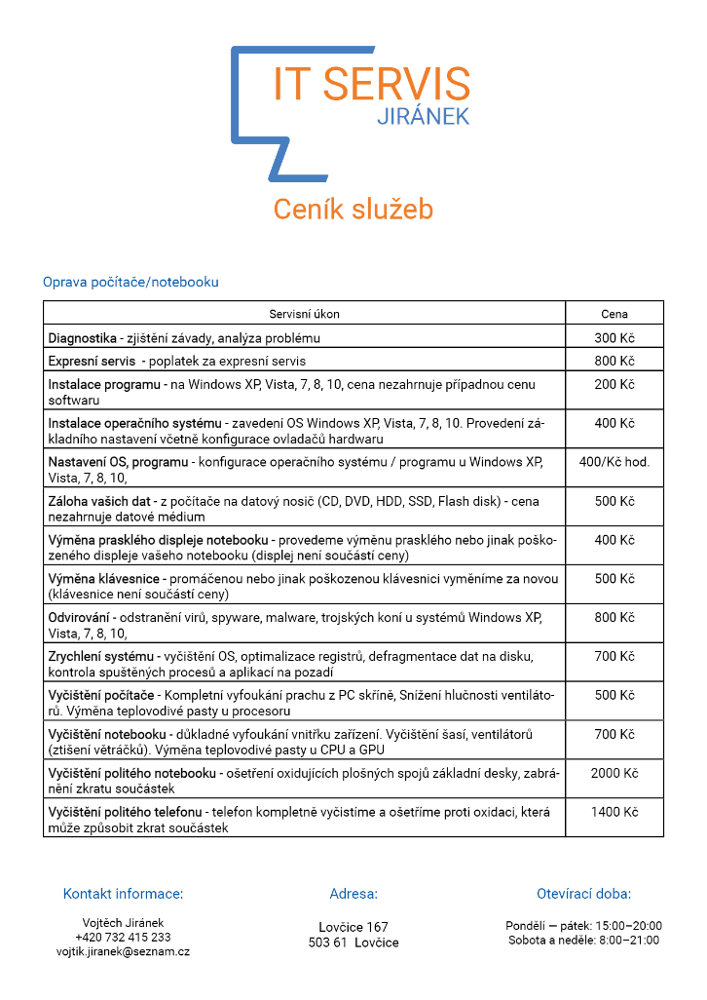 IT SERVIS
JIRÁNEK
Ceník služeb
Oprava počítače/notebooku
Servisní úkon Cena
Diagnostika - zjištění závady, analýza problému 300 Kč
Expresní servis - poplatek za expresní servis 800 Kč
Instalace programu - na Windows XP, Vista, 7, 8, 10, cena nezahrnuje případnou cenu 200 Kč
softwaru
Instalace operačního systému - zavedení OS Windows XP, Vista, 7, 8, 10. Provedení zá- 400 Kč
kladního nastavení včetně konfigurace ovladačů hardwaru
Nastavení OS, programu - konfigurace operačního systému / programu u Windows XP, 400/Kč hod.
Vista, 7, 8, 10,
Záloha vašich dat - z počítače na datový nosič (CD, DVD, HDD, SSD, Flash disk) - cena 500 Kč
nezahrnuje datové médium
Výměna prasklého displeje notebooku - provedeme výměnu prasklého nebo jinak poško- 400 Kč
zeného displeje vašeho notebooku (displej není součástí ceny)
Výměna klávesnice - promáčenou nebo jinak poškozenou klávesnici vyměníme za novou 500 Kč
(klávesnice není součástí ceny)
Odvirování - odstranění virů, spyware, malware, trojských koní u systémů Windows XP, 800 Kč
Vista, 7, 8, 10,
Zrychlení systému - vyčištění OS, optimalizace registrů, defragmentace dat na disku, 700 Kč
kontrola spuštěných procesů a aplikací na pozadí
Vyčištění počítače - Kompletní vyfoukání prachu z PC skříně, Snížení hlučnosti ventiláto- 500 Kč
rů. Výměna teplovodivé pasty u procesoru
Vyčištění notebooku - důkladné vyfoukání vnitřku zařízení. Vyčištění šasí, ventilátorů 700 Kč
(ztišení větráčků). Výměna teplovodivé pasty u CPU a GPU
Vyčištění politého notebooku - ošetření oxidujících plošných spojů základní desky, zabrá- 2000 Kč
nění zkratu součástek
Vyčištění politého telefonu - telefon kompletně vyčistíme a ošetříme proti oxidaci, která 1400 Kč
může způsobit zkrat součástek
Kontakt informace:
Vojtěch Jiránek
+420 732 415 233
vojtik.jiranek@seznam.cz
Adresa:
Lovčice 167
503 61 Lovčice
Otevírací doba:
Pondělí — pátek: 15:00–20:00
Sobota a neděle: 8:00–21:00